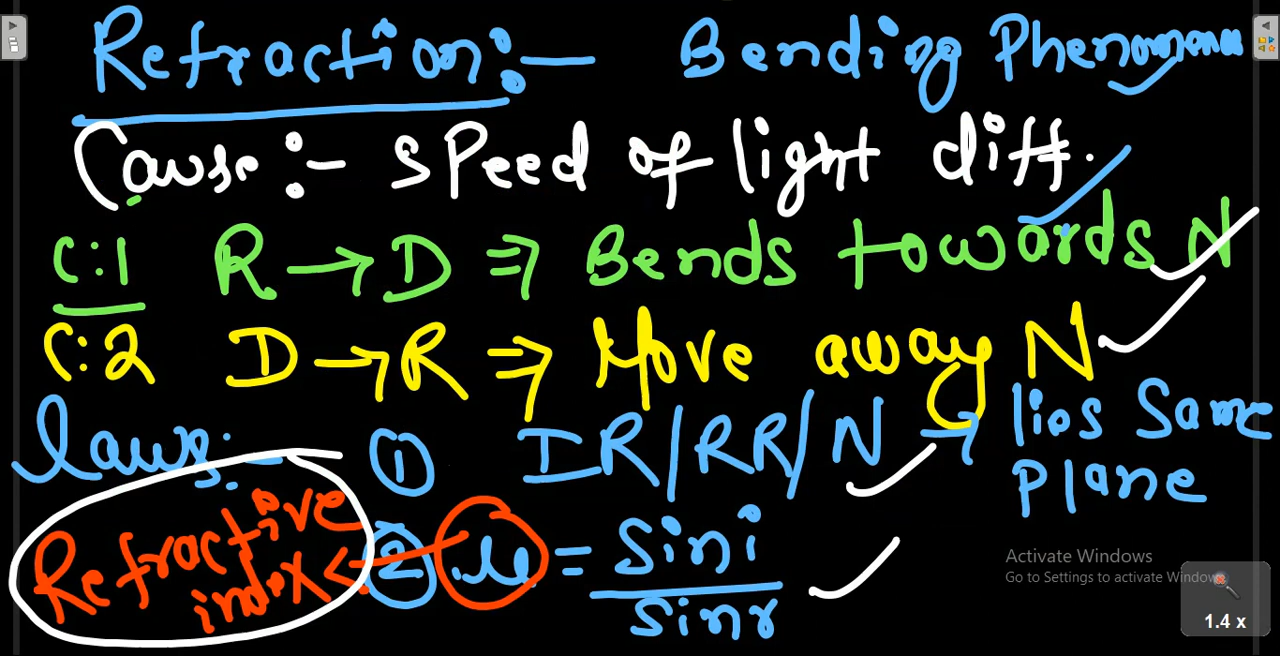 Refraction:— Bending Phenomena
Cause:- Speed of light diff.
C:1 R → D ⇒ Bends towards N
C:2 D → R ⇒ Move away N
laws:- ① IR/RR/N → lies Same
Plane
Refractive index ← ② μ = Sin i / Sin r
Activate Windows
Go to Settings to activate Windows.
1.4 x